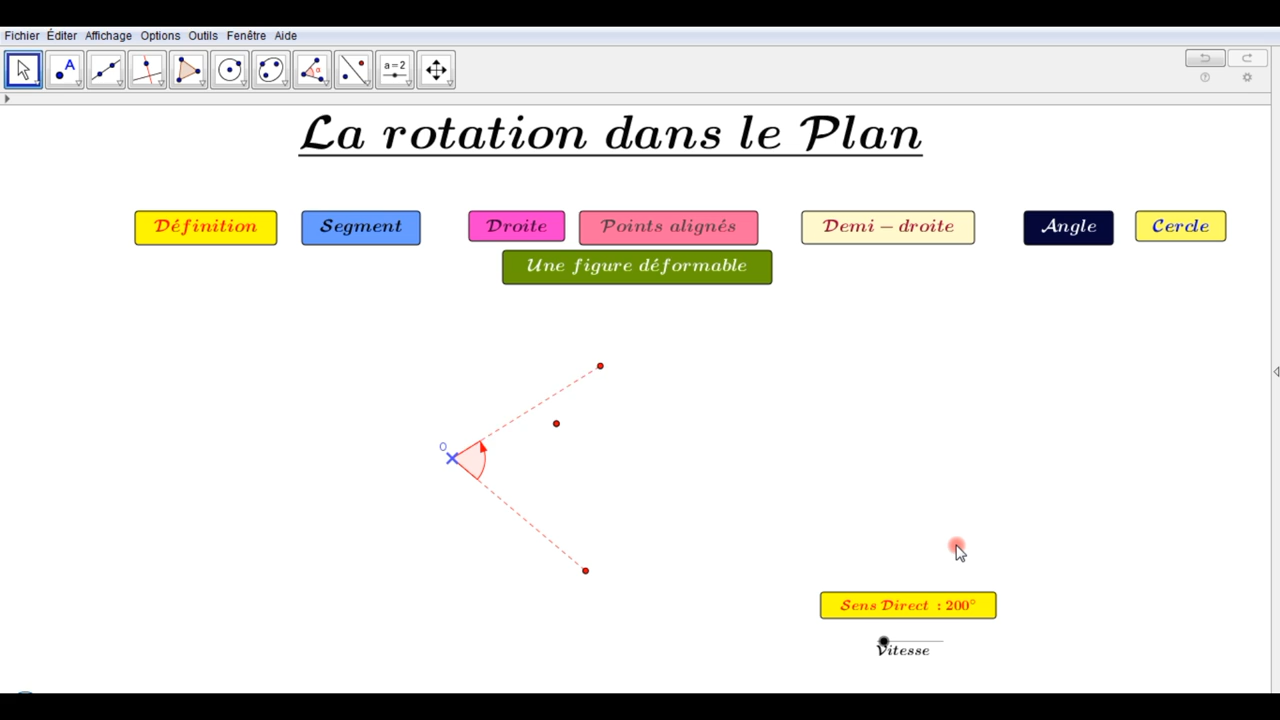 Fichier Éditer Affichage Options Outils Fenêtre Aide
A
α
a = 2
La rotation dans le Plan
Définition Segment Droite Points alignés Demi – droite Angle Cercle
Une figure déformable
O
Sens Direct : 200°
Vitesse